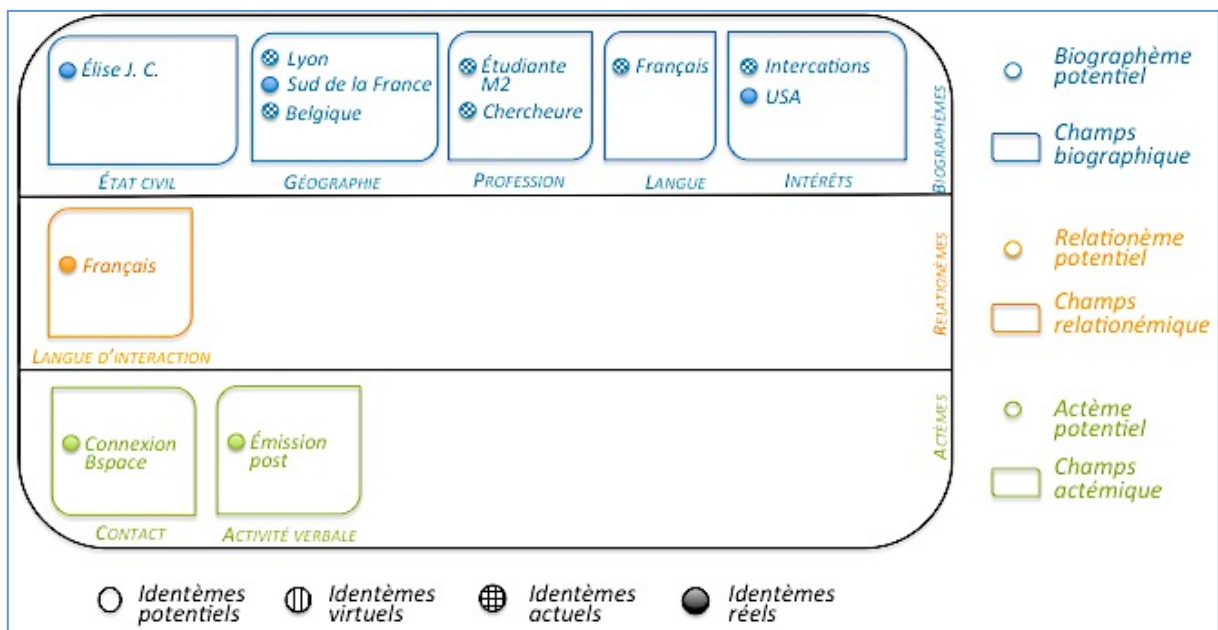 Élise J. C.
ÉTAT CIVIL
Lyon
Sud de la France
Belgique
GÉOGRAPHIE
Étudiante
M2
Chercheure
PROFESSION
Français
LANGUE
Intercations
USA
INTÉRÊTS
BIOGRAPHÈMES
Français
LANGUE D'INTERACTION
RELATIONÈMES
Connexion
Bspace
CONTACT
Émission
post
ACTIVITÉ VERBALE
ACTÈMES
Biographème
potentiel
Champs
biographique
Relationème
potentiel
Champs
relationémique
Actème
potentiel
Champs
actémique
Identèmes
potentiels
Identèmes
virtuels
Identèmes
actuels
Identèmes
réels